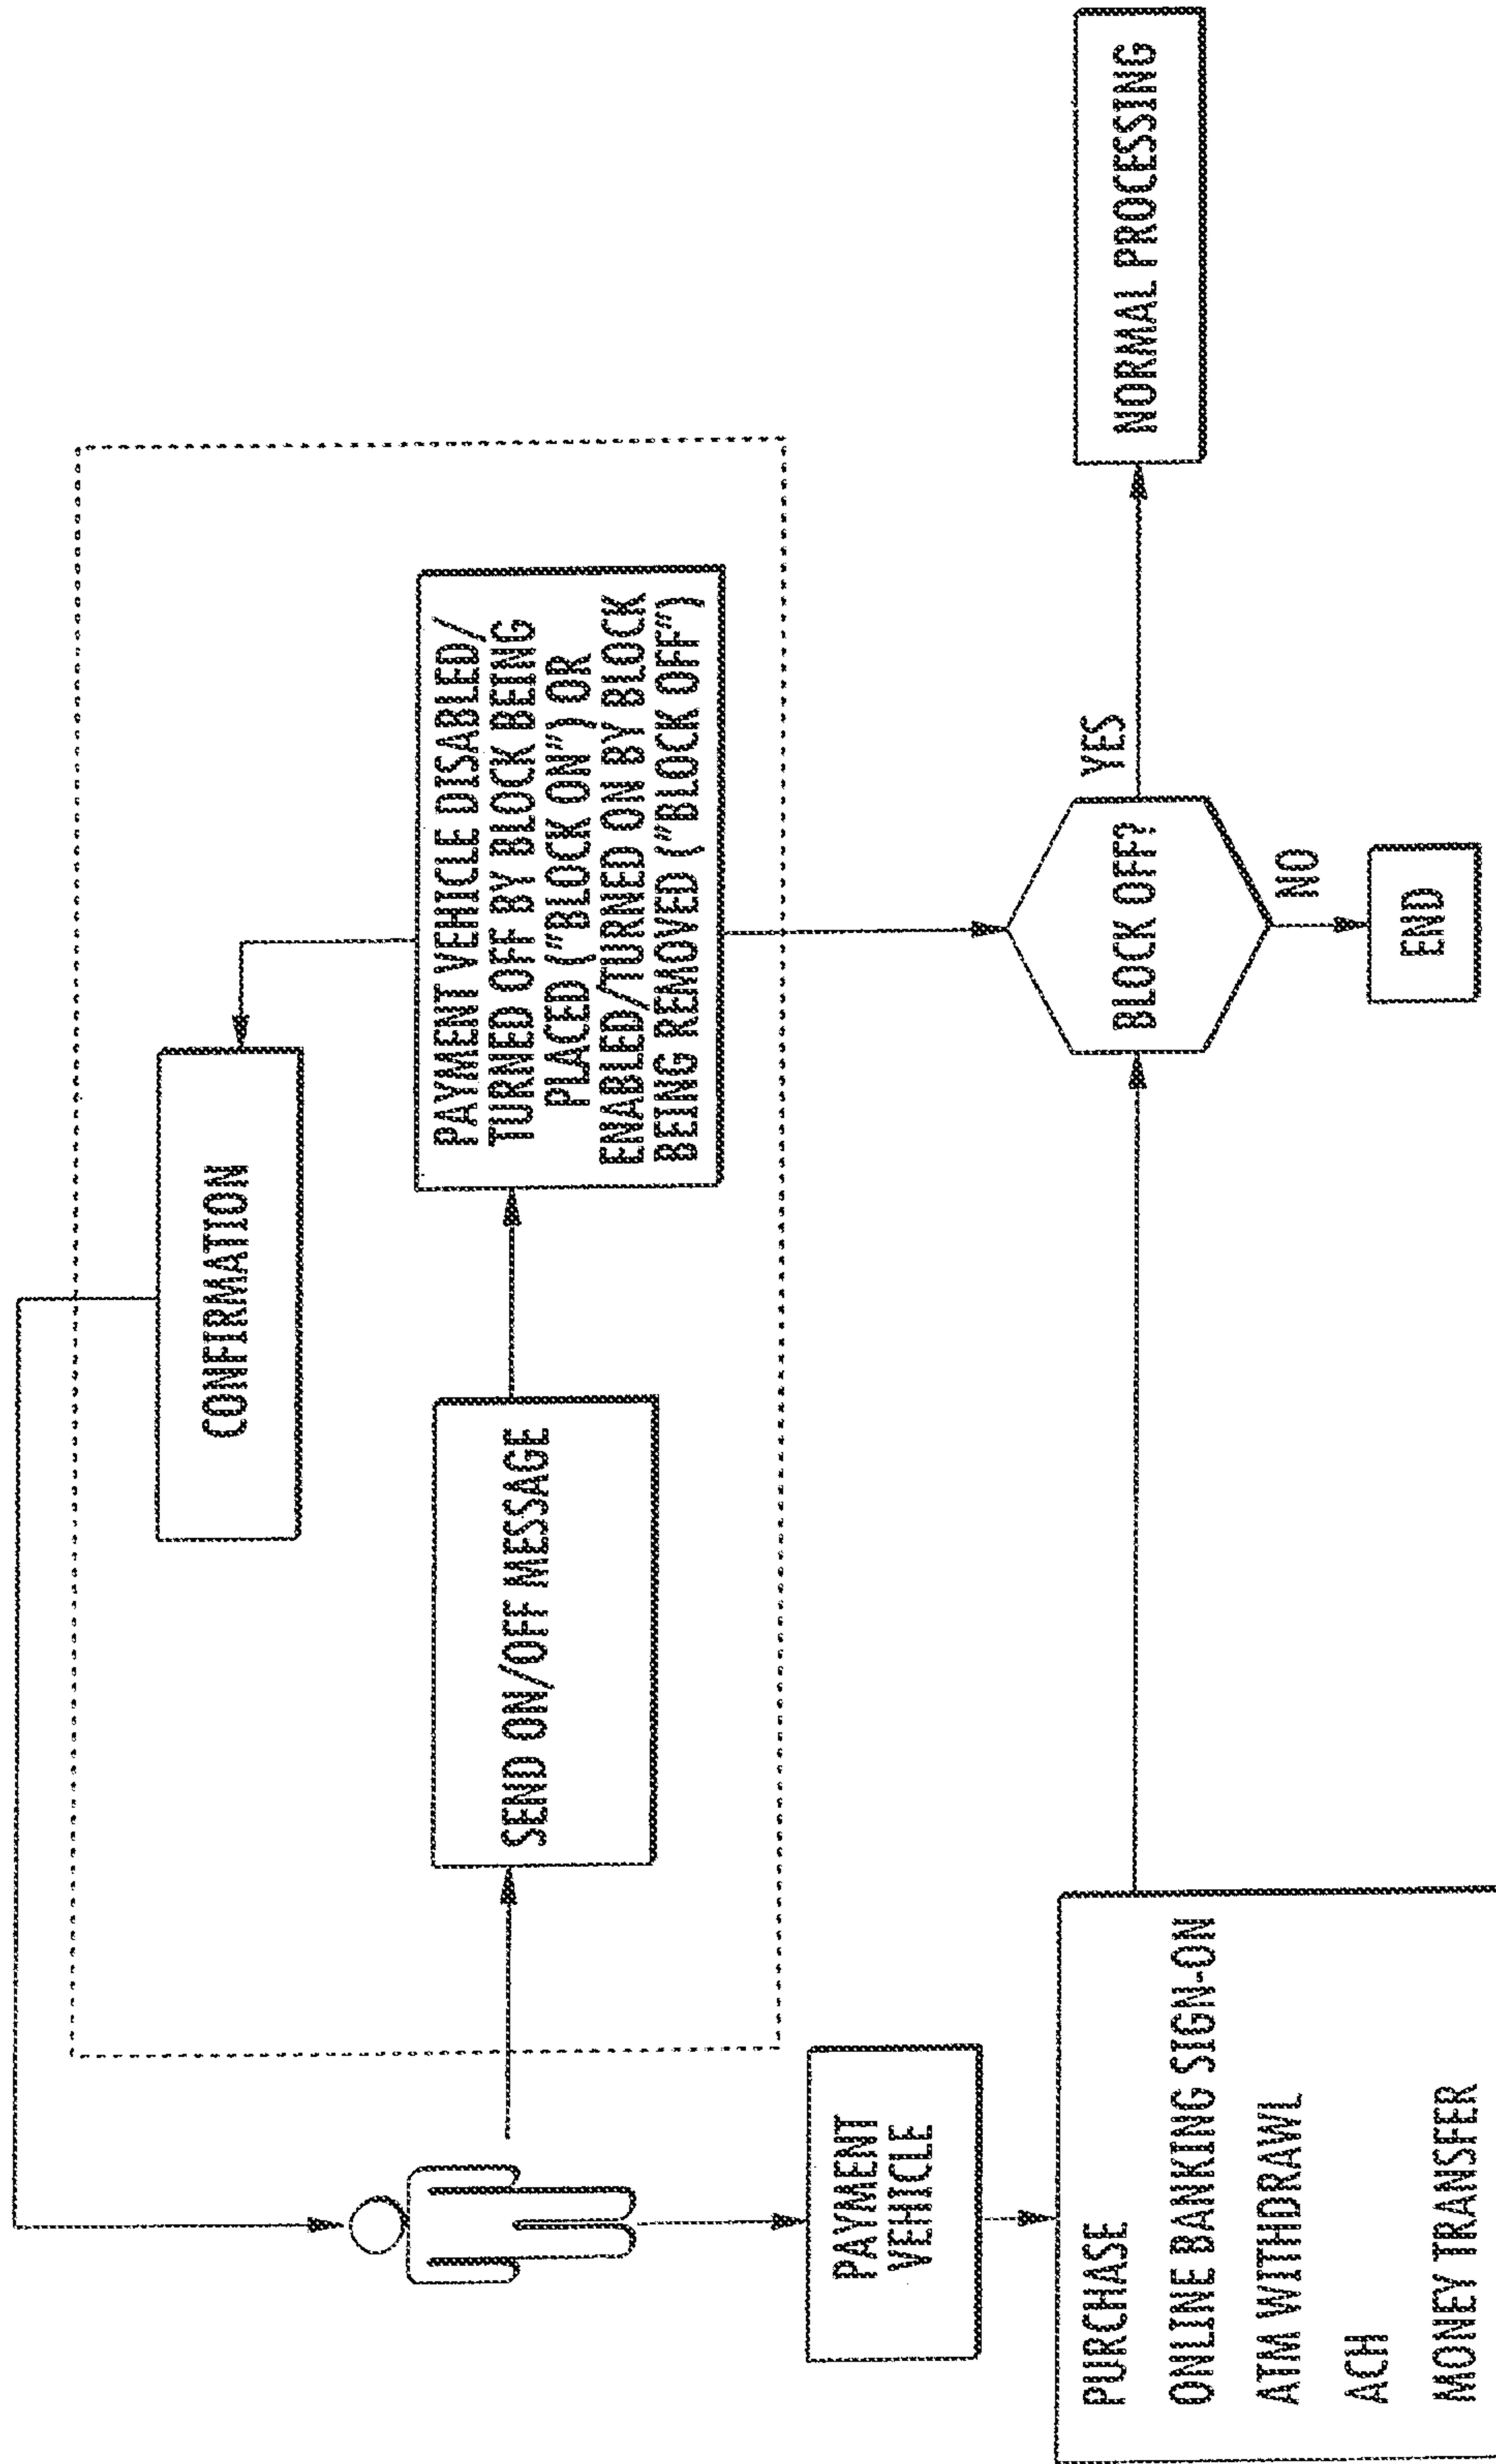 CONFIRMATION
SEND ON/OFF MESSAGE
PAYMENT VEHICLE DISABLED/
TURNED OFF BY BLOCK BEING
PLACED ("BLOCK ON") OR
ENABLED/TURNED ON BY BLOCK
BEING REMOVED ("BLOCK OFF")
PAYMENT
VEHICLE
PURCHASE
ONLINE BANKING SIGN-ON
ATM WITHDRAWL
ACH
MONEY TRANSFER
BLOCK OFF?
YES
NORMAL PROCESSING
NO
END